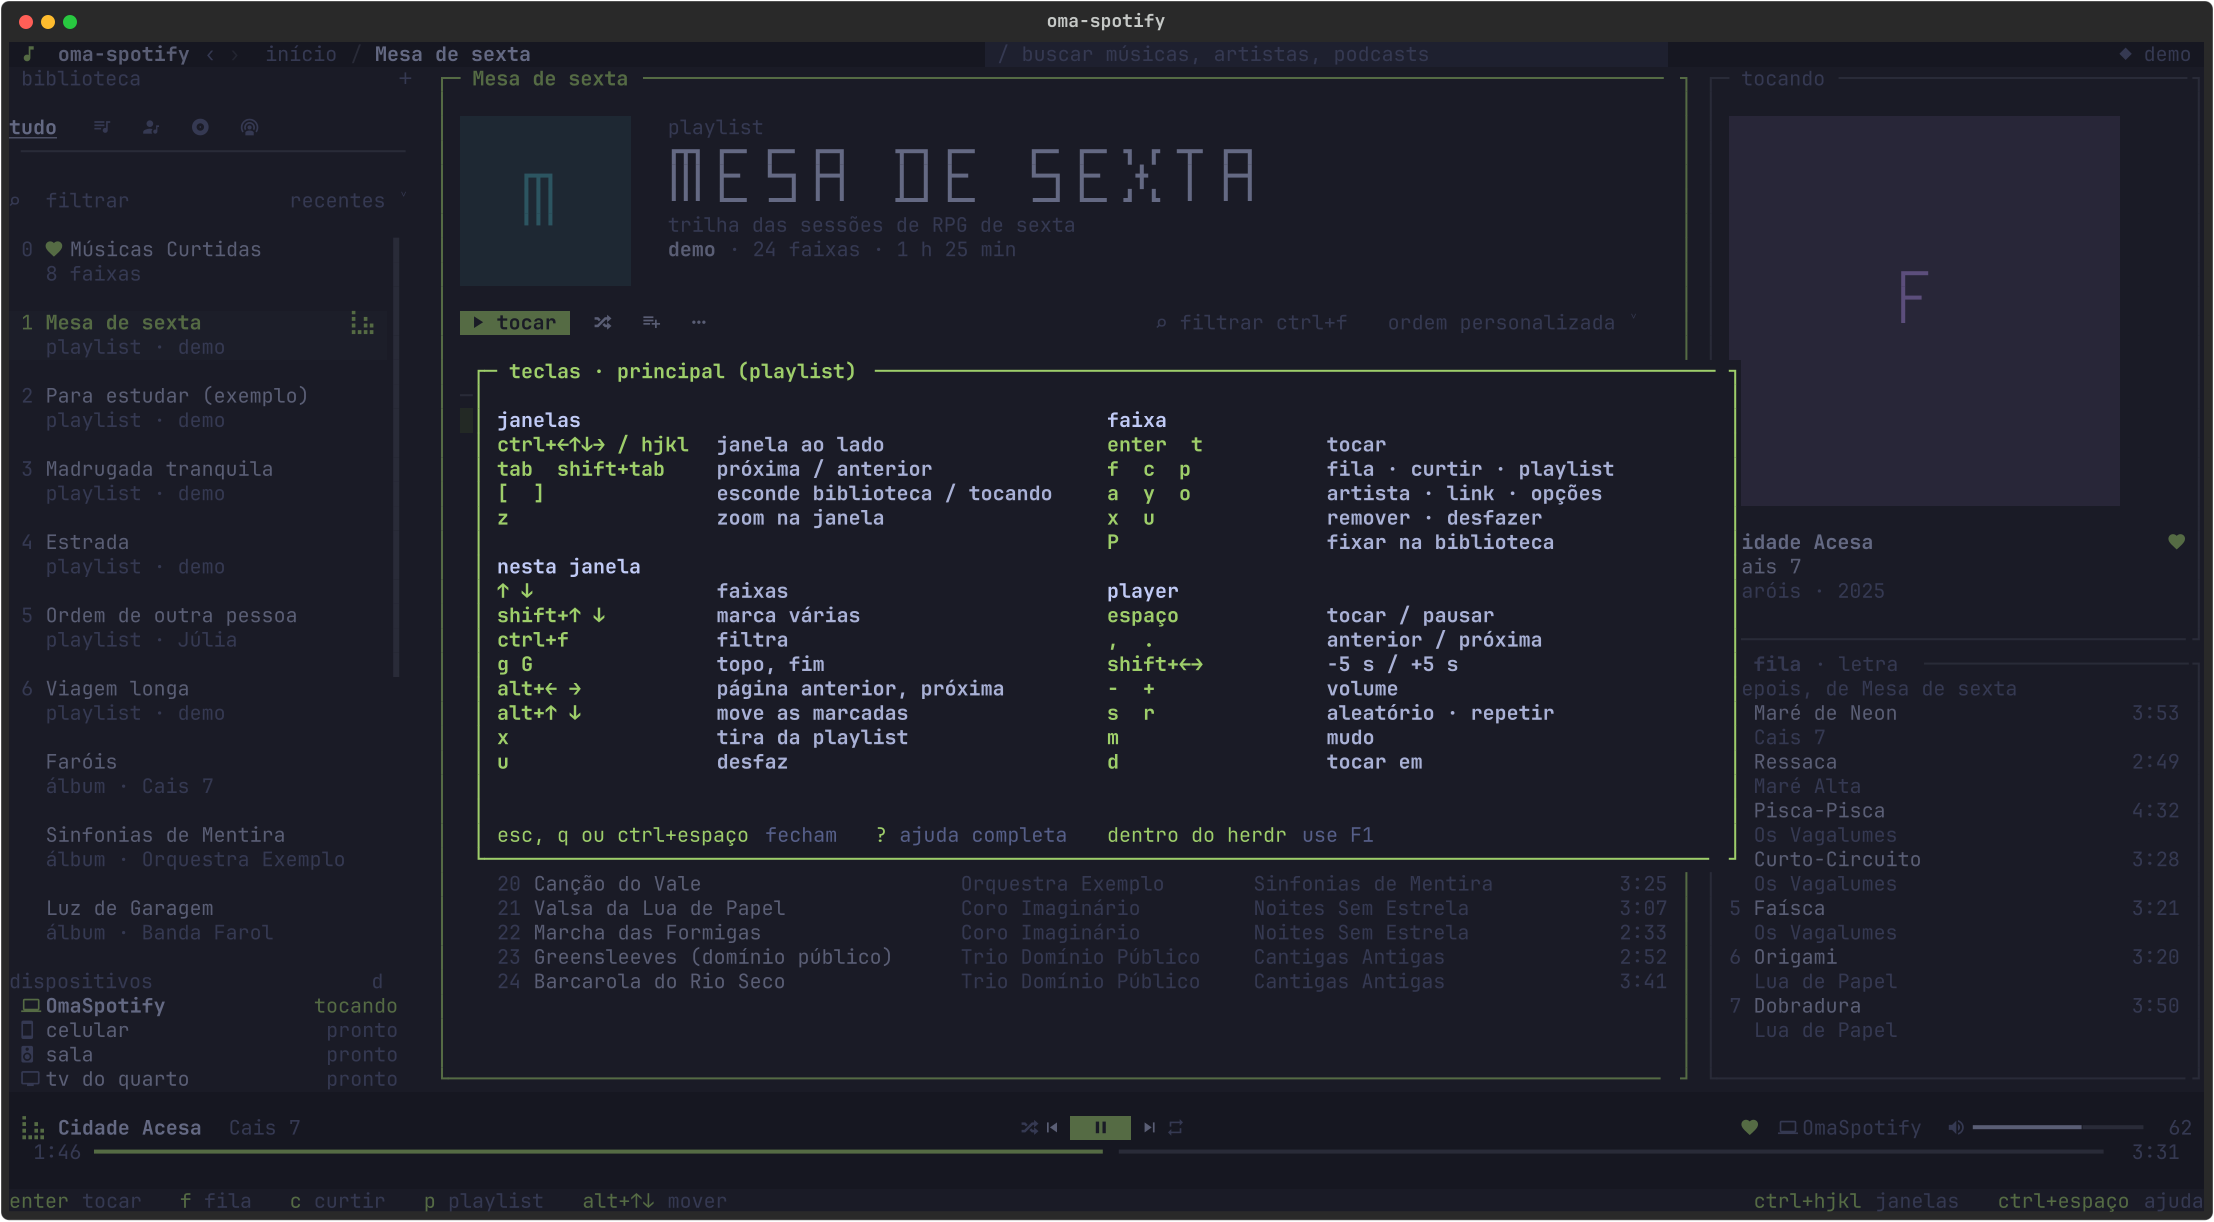 oma-spotify
oma-spotify ‹ › início / Mesa de sexta / buscar músicas, artistas, podcasts ◆ demo
biblioteca +
tudo
filtrar recentes ˅
0 Músicas Curtidas
8 faixas
1 Mesa de sexta
playlist · demo
2 Para estudar (exemplo)
playlist · demo
3 Madrugada tranquila
playlist · demo
4 Estrada
playlist · demo
5 Ordem de outra pessoa
playlist · Júlia
6 Viagem longa
playlist · demo
Faróis
álbum · Cais 7
Sinfonias de Mentira
álbum · Orquestra Exemplo
Luz de Garagem
álbum · Banda Farol
dispositivos d
OmaSpotify tocando
celular pronto
sala pronto
tv do quarto pronto
Mesa de sexta
M
playlist
MESA DE SEXTA
trilha das sessões de RPG de sexta
demo · 24 faixas · 1 h 25 min
tocar ···
filtrar ctrl+f ordem personalizada ˅
teclas · principal (playlist)
janelas
ctrl+←↑↓→ / hjkl janela ao lado
tab shift+tab próxima / anterior
[ ] esconde biblioteca / tocando
z zoom na janela
nesta janela
↑ ↓ faixas
shift+↑ ↓ marca várias
ctrl+f filtra
g G topo, fim
alt+← → página anterior, próxima
alt+↑ ↓ move as marcadas
x tira da playlist
u desfaz
faixa
enter t tocar
f c p fila · curtir · playlist
a y o artista · link · opções
x u remover · desfazer
P fixar na biblioteca
player
espaço tocar / pausar
, . anterior / próxima
shift+←→ -5 s / +5 s
- + volume
s r aleatório · repetir
m mudo
d tocar em
esc, q ou ctrl+espaço fecham ? ajuda completa dentro do herdr use F1
20 Canção do Vale Orquestra Exemplo Sinfonias de Mentira 3:25
21 Valsa da Lua de Papel Coro Imaginário Noites Sem Estrela 3:07
22 Marcha das Formigas Coro Imaginário Noites Sem Estrela 2:33
23 Greensleeves (domínio público) Trio Domínio Público Cantigas Antigas 2:52
24 Barcarola do Rio Seco Trio Domínio Público Cantigas Antigas 3:41
tocando
F
idade Acesa
ais 7
aróis · 2025
fila · letra
epois, de Mesa de sexta
Maré de Neon 3:53
Cais 7
Ressaca 2:49
Maré Alta
Pisca-Pisca 4:32
Os Vagalumes
Curto-Circuito 3:28
Os Vagalumes
5 Faísca 3:21
Os Vagalumes
6 Origami 3:20
Lua de Papel
7 Dobradura 3:50
Lua de Papel
Cidade Acesa Cais 7 OmaSpotify 62
1:46 3:31
enter tocar f fila c curtir p playlist alt+↑↓ mover ctrl+hjkl janelas ctrl+espaço ajuda